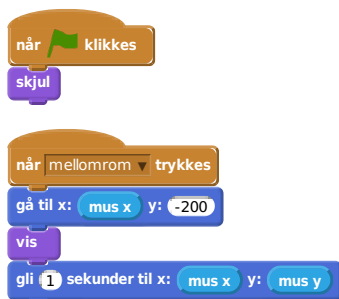 når klikkes
skjul
når mellomrom trykkes
gå til x: mus x y: -200
vis
gli 1 sekunder til x: mus x y: mus y